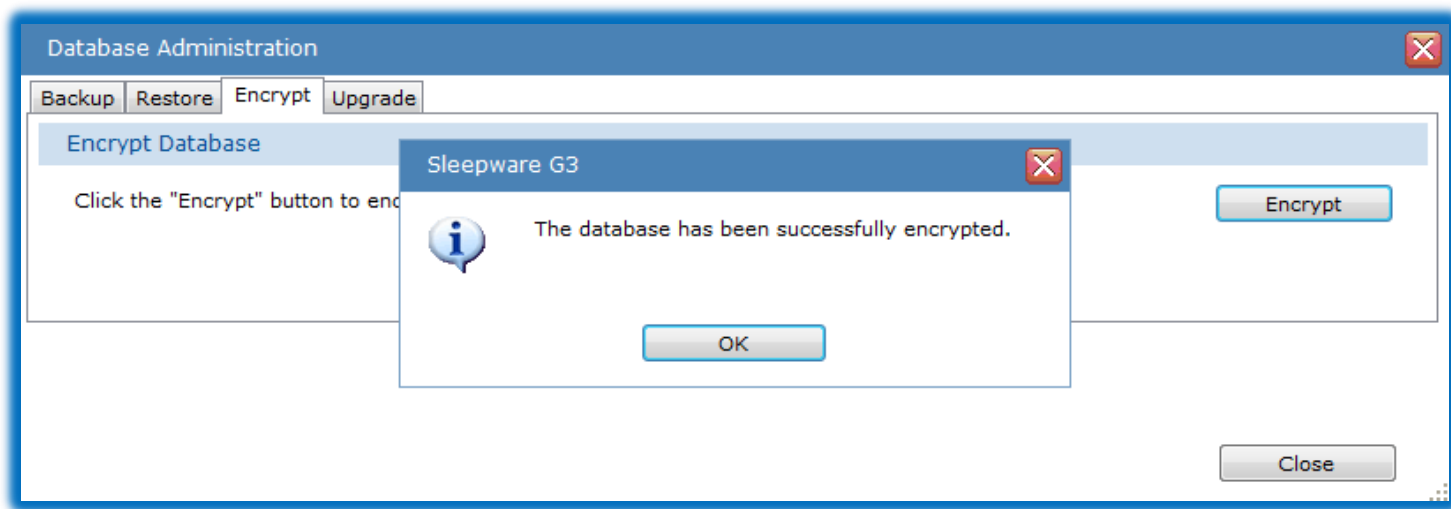 Database Administration
Backup Restore Encrypt Upgrade
Encrypt Database
Sleepware G3
Click the "Encrypt" button to enc
Encrypt
The database has been successfully encrypted.
OK
Close